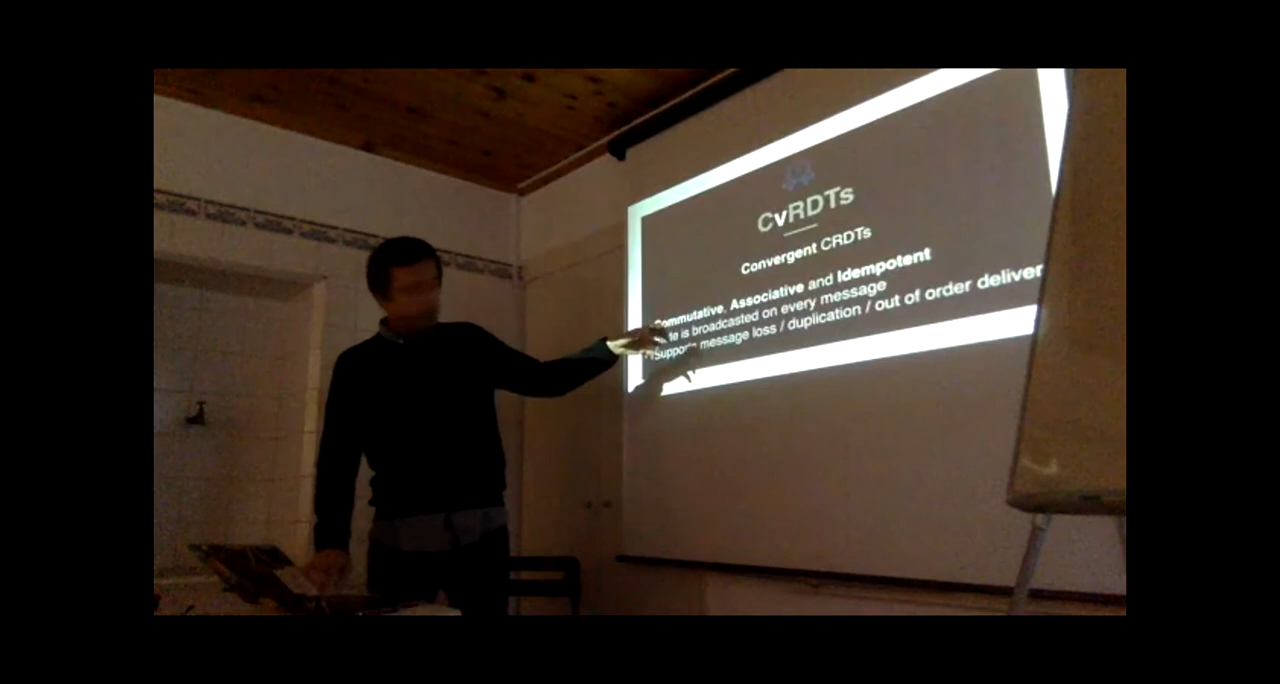 CvRDTs
Convergent CRDTs
Commutative, Associative and Idempotent
is broadcasted on every message
Supports message loss / duplication / out of order deliver